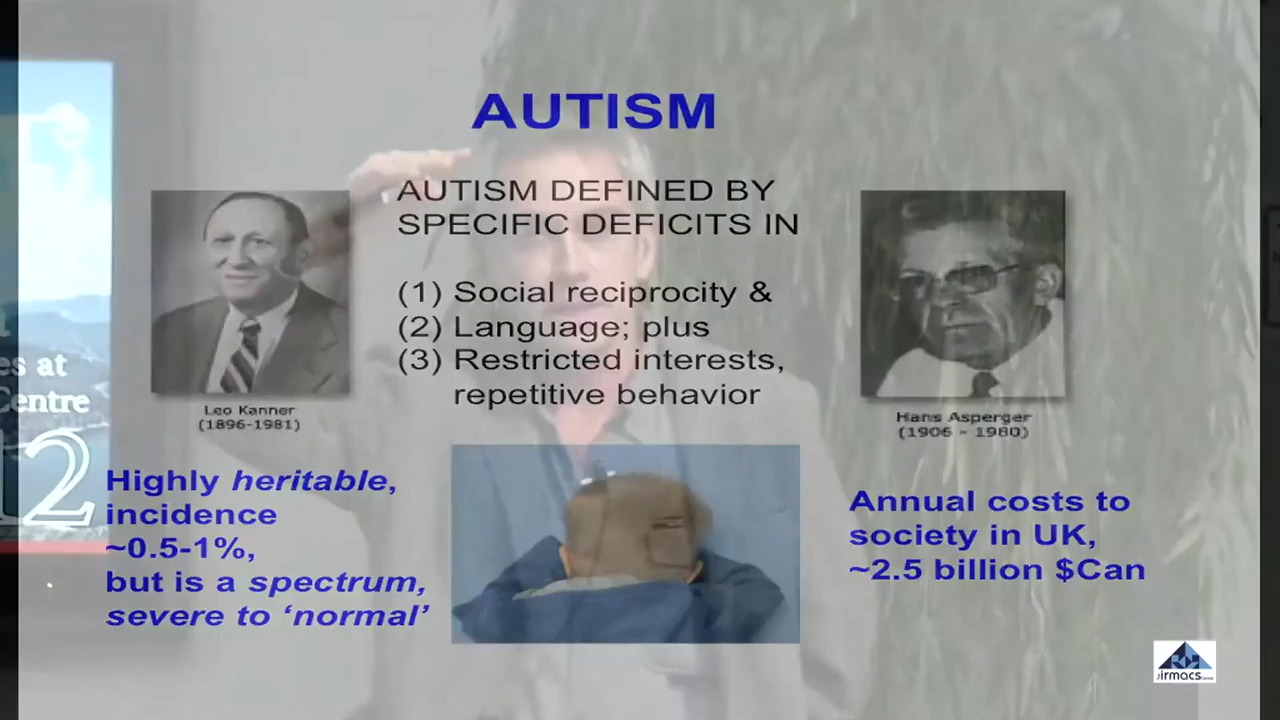 AUTISM
AUTISM DEFINED BY
SPECIFIC DEFICITS IN
(1) Social reciprocity &
(2) Language; plus
(3) Restricted interests,
repetitive behavior
Leo Kanner
(1896-1981)
Hans Asperger
(1906 - 1980)
Highly heritable,
incidence
~0.5-1%,
but is a spectrum,
severe to ‘normal’
Annual costs to
society in UK,
~2.5 billion $Can
es at
Centre
2
irmacs